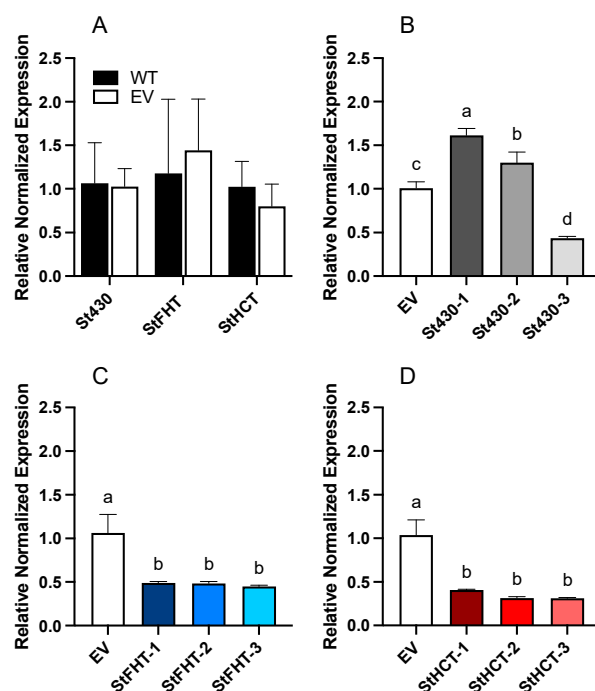 A
Relative Normalized Expression
2.5
2.0
1.5
1.0
0.5
0.0
WT
EV
St430
StFHT
StHCT
B
Relative Normalized Expression
2.5
2.0
1.5
1.0
0.5
0.0
c
a
b
d
EV
St430-1
St430-2
St430-3
C
Relative Normalized Expression
2.5
2.0
1.5
1.0
0.5
0.0
a
b
b
b
EV
StFHT-1
StFHT-2
StFHT-3
D
Relative Normalized Expression
2.5
2.0
1.5
1.0
0.5
0.0
a
b
b
b
EV
StHCT-1
StHCT-2
StHCT-3